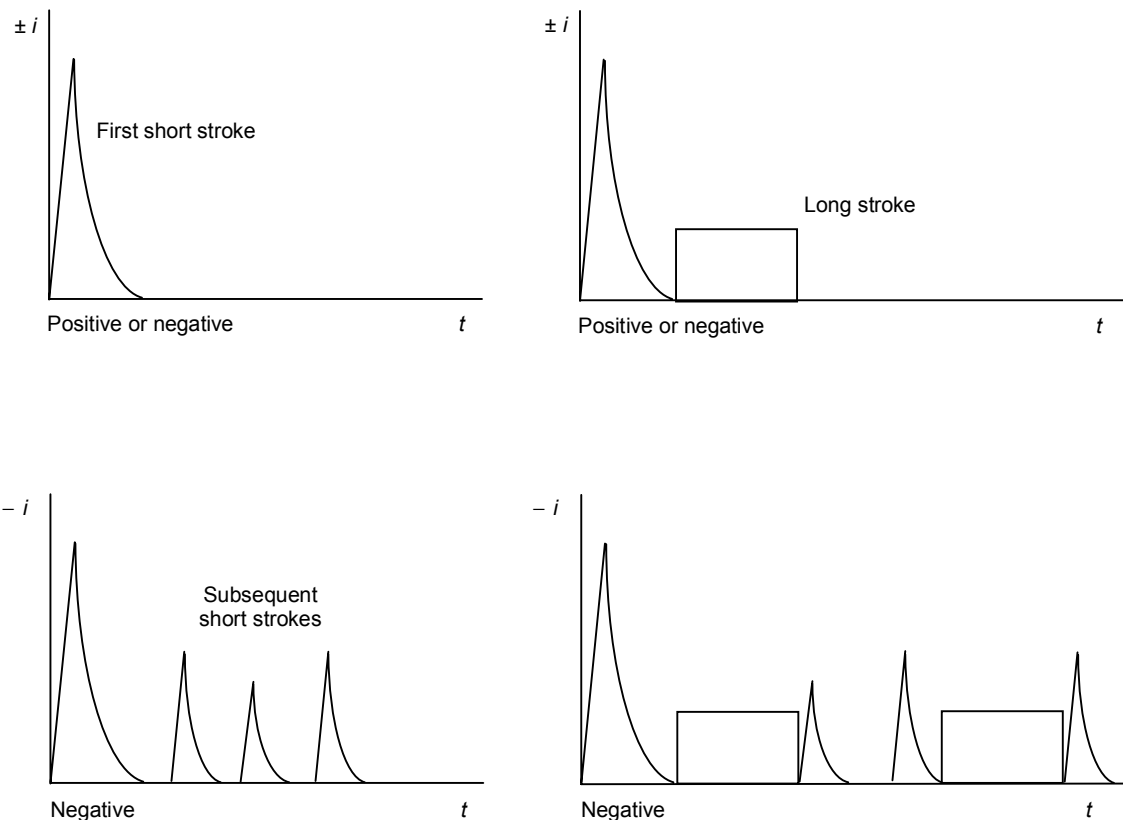 ± i
± i
First short stroke
Long stroke
Positive or negative
t
Positive or negative
t
– i
– i
Subsequent
short strokes
Negative
t
Negative
t